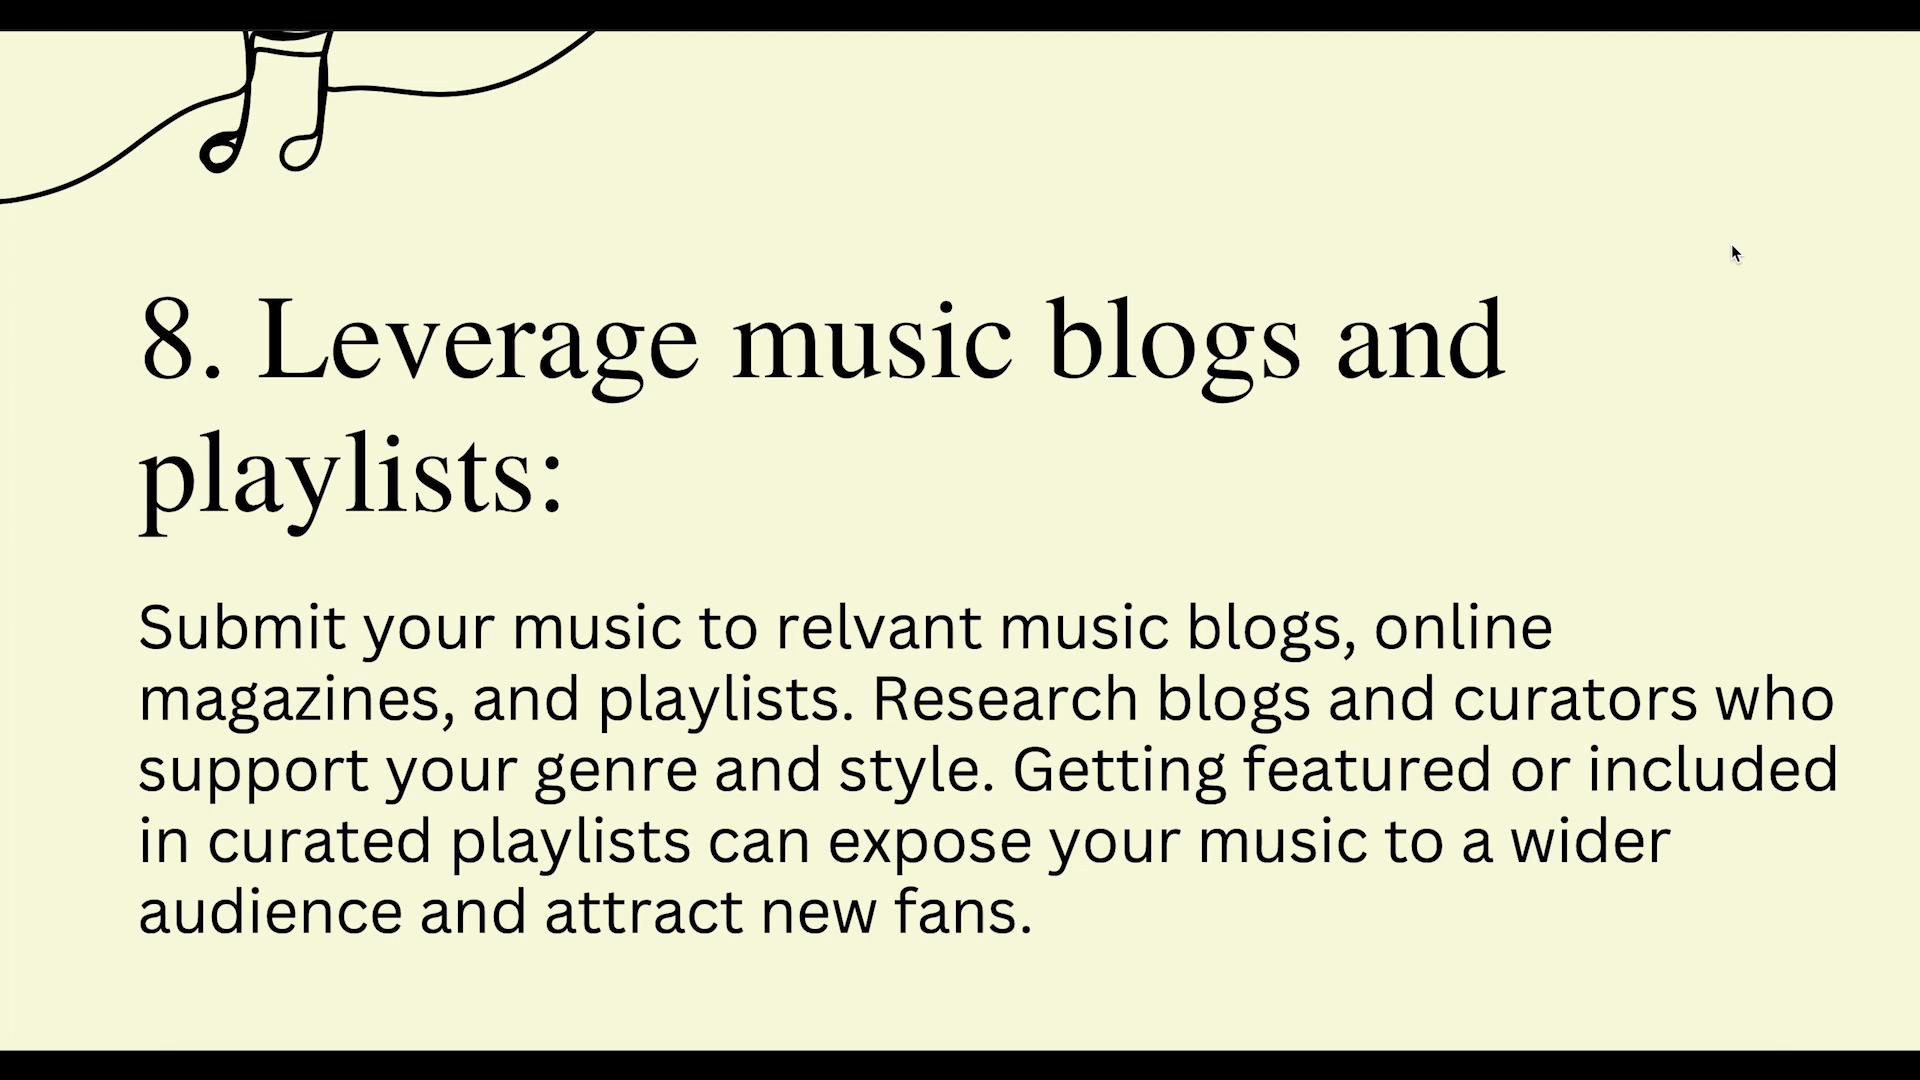 8. Leverage music blogs and
playlists:
Submit your music to relvant music blogs, online
magazines, and playlists. Research blogs and curators who
support your genre and style. Getting featured or included
in curated playlists can expose your music to a wider
audience and attract new fans.